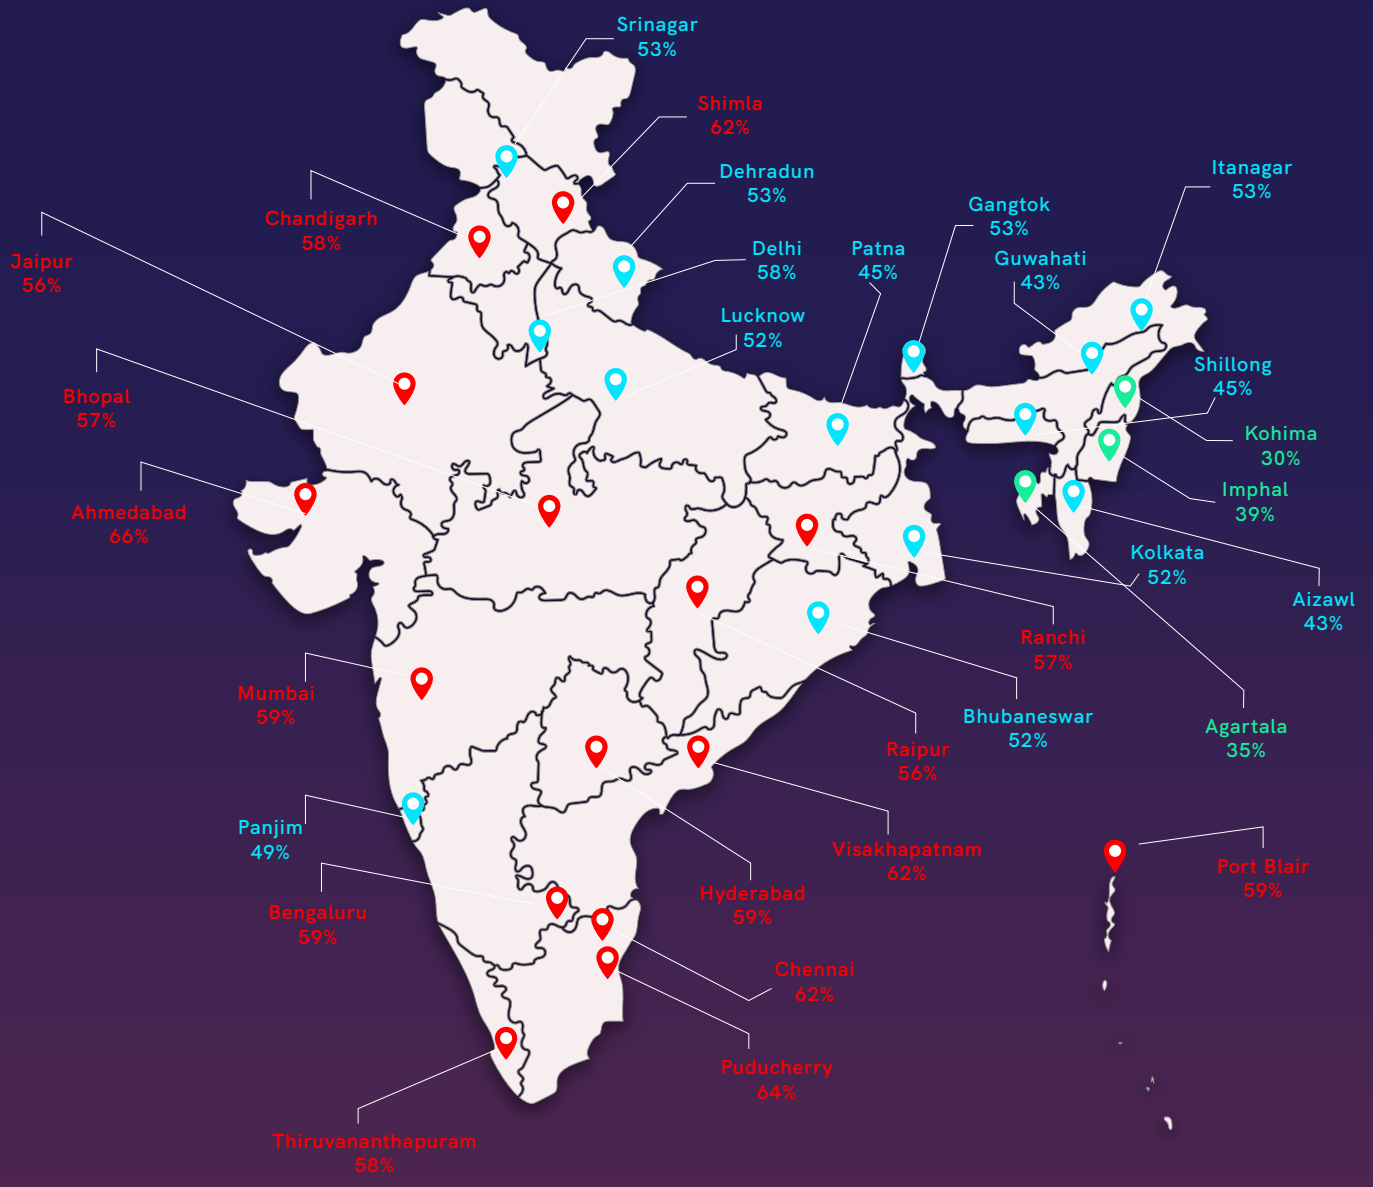 Srinagar
53%
Shimla
62%
Dehradun
53%
Itanagar
53%
Chandigarh
58%
Gangtok
53%
Delhi
58%
Patna
45%
Guwahati
43%
Jaipur
56%
Lucknow
52%
Shillong
45%
Bhopal
57%
Kohima
30%
Imphal
39%
Ahmedabad
66%
Kolkata
52%
Aizawl
43%
Ranchi
57%
Mumbai
59%
Bhubaneswar
52%
Agartala
35%
Raipur
56%
Panjim
49%
Visakhapatnam
62%
Port Blair
59%
Hyderabad
59%
Bengaluru
59%
Chennai
62%
Puducherry
64%
Thiruvananthapuram
58%